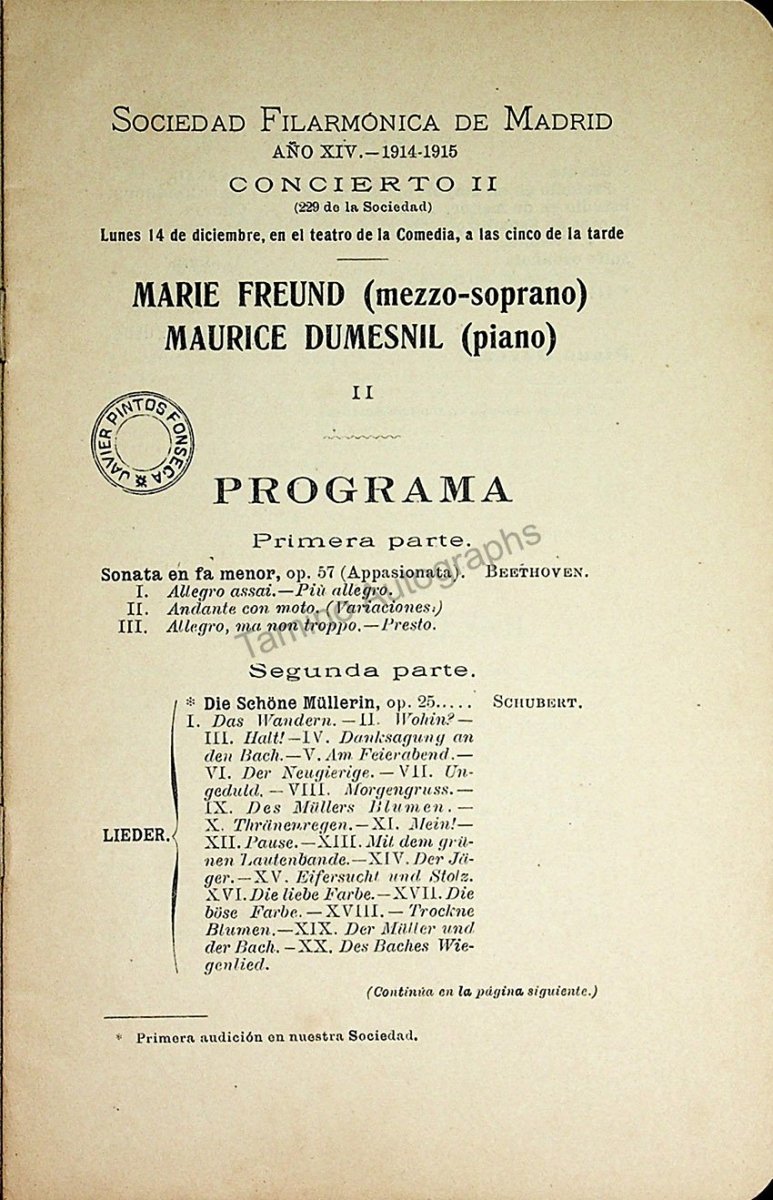 SOCIEDAD FILARMÓNICA DE MADRID
AÑO XIV.—1914-1915
CONCIERTO II
(229 de la Sociedad)
Lunes 14 de diciembre, en el teatro de la Comedia, a las cinco de la tarde
MARIE FREUND (mezzo-soprano)
MAURICE DUMESNIL (piano)
II
JAVIER PINTOS FONSECA
PROGRAMA
Primera parte.
Sonata en fa menor, op. 57 (Appasionata). BEETHOVEN.
I. Allegro assai.—Più allegro.
II. Andante con moto. (Variaciones.)
III. Allegro, ma non troppo.—Presto.
Tamino Autographs
Segunda parte.
* Die Schöne Müllerin, op. 25..... SCHUBERT.
I. Das Wandern.—II. Wohin?—
III. Halt!—IV. Danksagung an
den Bach.—V. Am Feierabend.—
VI. Der Neugierige.—VII. Un-
geduld.—VIII. Morgengruss.—
IX. Des Müllers Blumen.—
X. Thränenregen.—XI. Mein!—
LIEDER.
XII. Pause.—XIII. Mit dem grü-
nen Lautenbande.—XIV. Der Jä-
ger.—XV. Eifersucht und Stolz.
XVI. Die liebe Farbe.—XVII. Die
böse Farbe.—XVIII.—Trockne
Blumen.—XIX. Der Müller und
der Bach.—XX. Des Baches Wie-
genlied.
(Continúa en la página siguiente.)
* Primera audición en nuestra Sociedad.